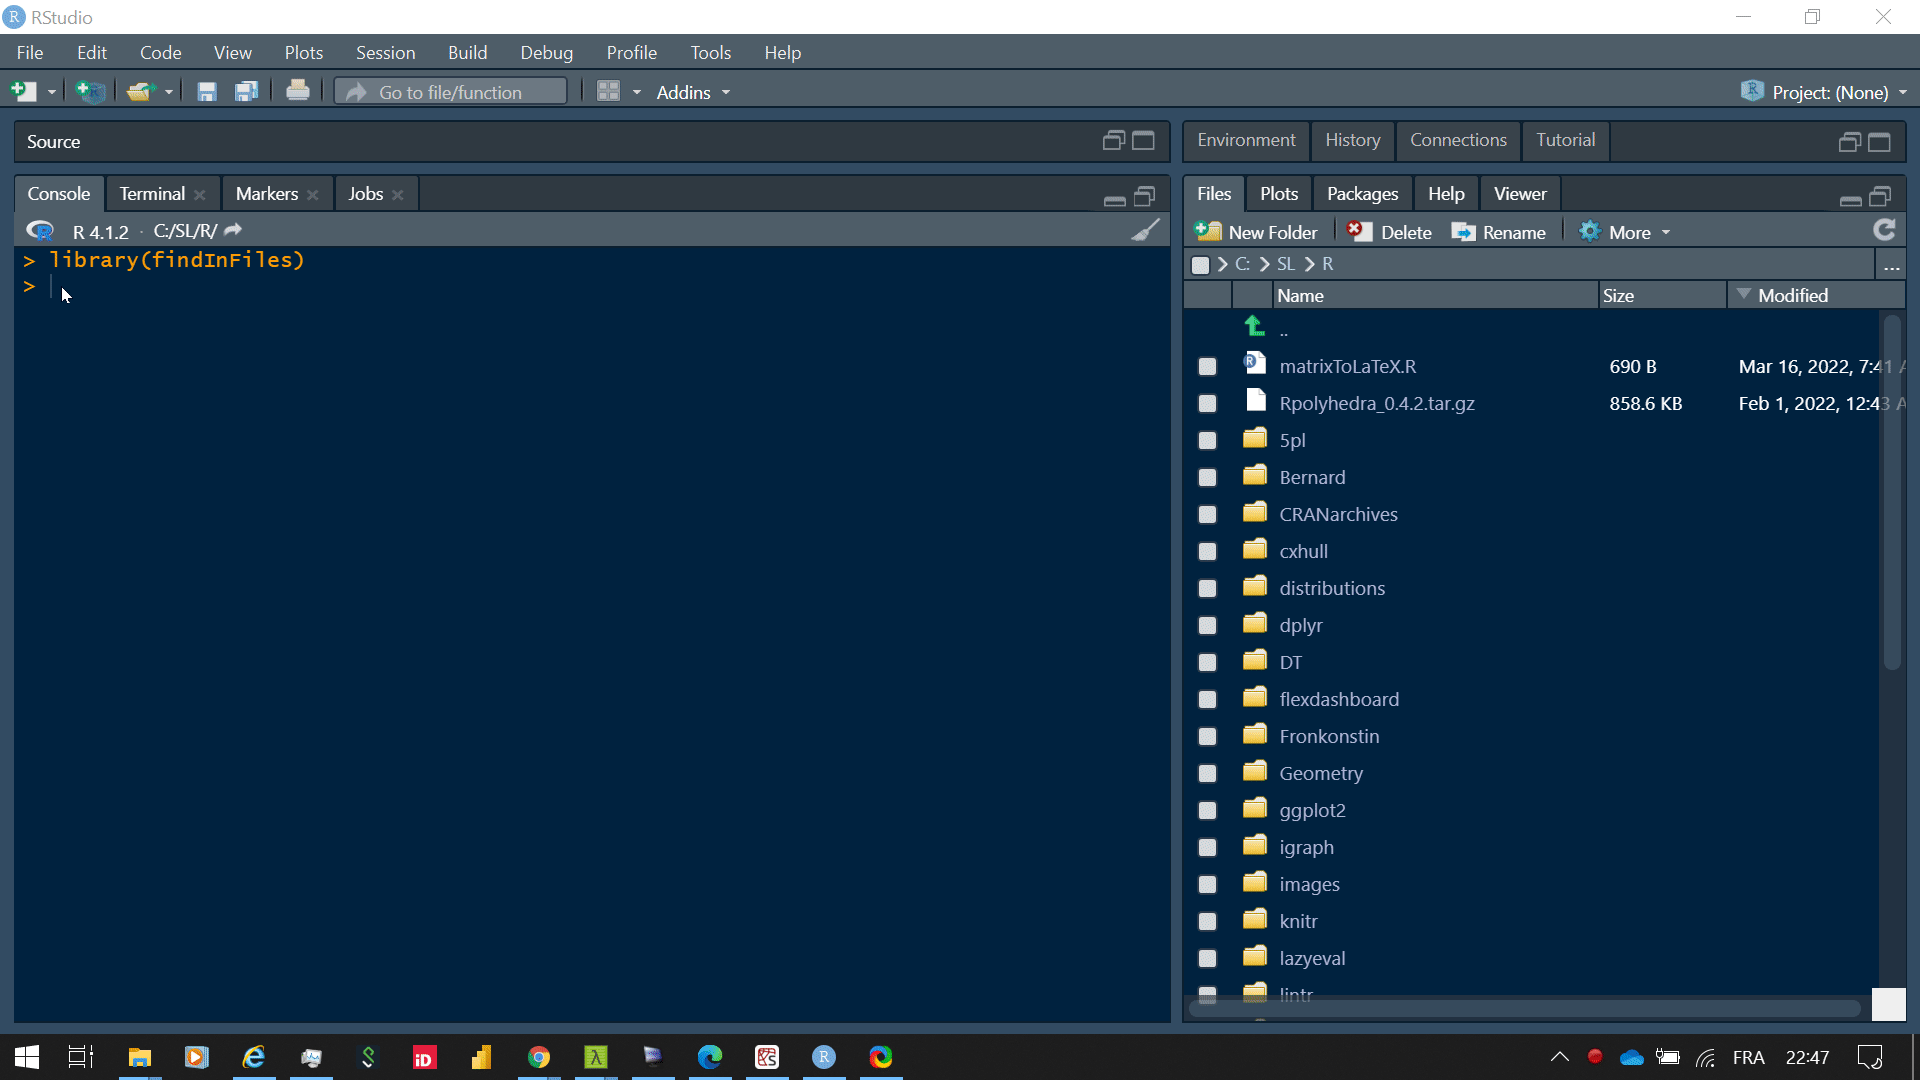 RStudio
File Edit Code View Plots Session Build Debug Profile Tools Help
Go to file/function Addins Project: (None)
Source
Environment History Connections Tutorial
Console Terminal Markers Jobs
R 4.1.2 · C:/SL/R/
> library(findInFiles)
>
Files Plots Packages Help Viewer
New Folder Delete Rename More
C: SL R ...
Name Size Modified
..
matrixToLaTeX.R 690 B Mar 16, 2022, 7:41 A
Rpolyhedra_0.4.2.tar.gz 858.6 KB Feb 1, 2022, 12:43 A
5pl
Bernard
CRANarchives
cxhull
distributions
dplyr
DT
flexdashboard
Fronkonstin
Geometry
ggplot2
igraph
images
knitr
lazyeval
lintr
iD FRA 22:47